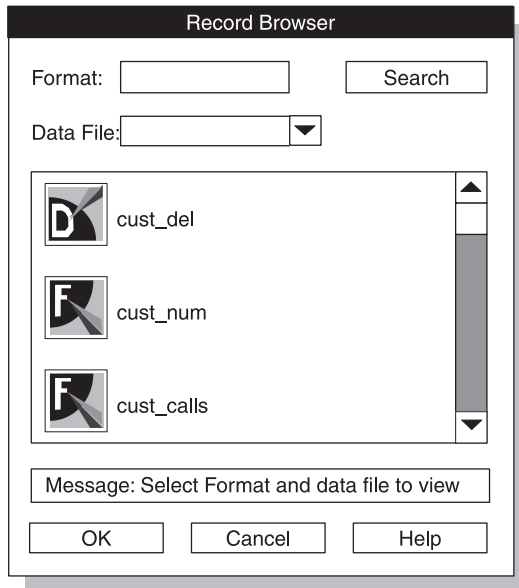 Record Browser
Format:
Search
Data File:
D
cust_del
F
cust_num
F
cust_calls
Message: Select Format and data file to view
OK
Cancel
Help